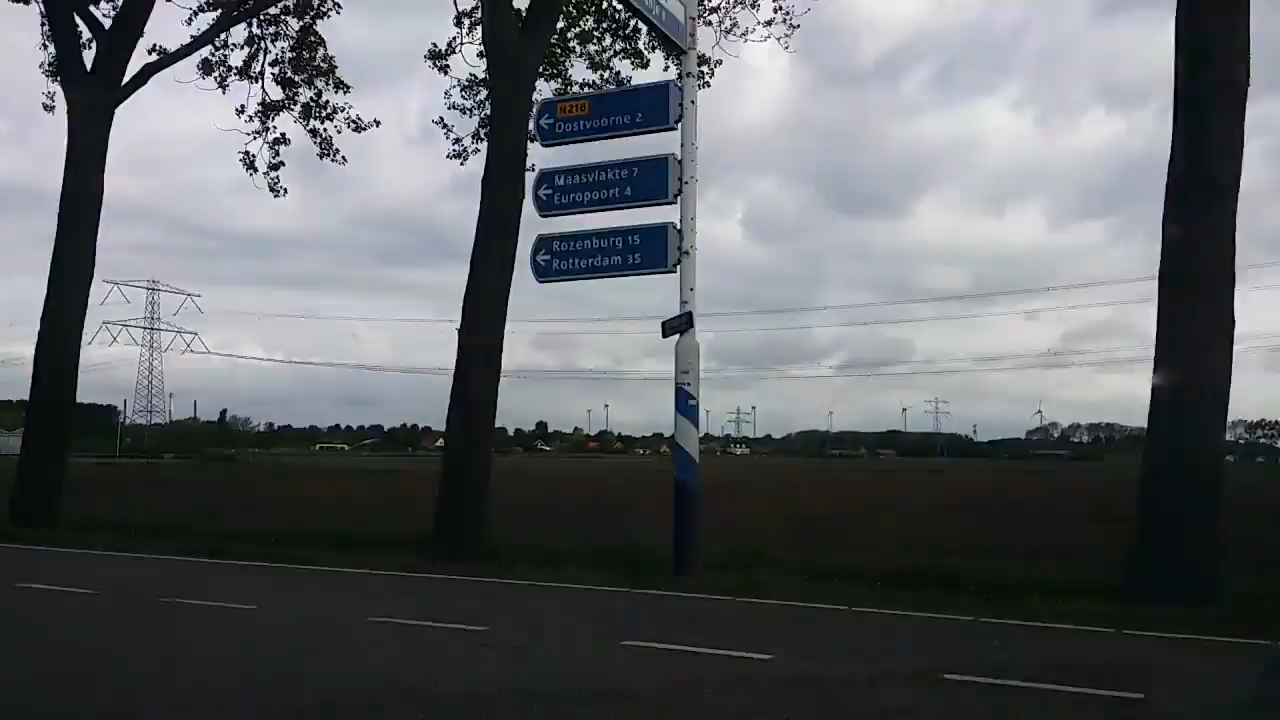 N218
Oostvoorne 2
Maasvlakte 7
Europoort 4
Rozenburg 15
Rotterdam 35